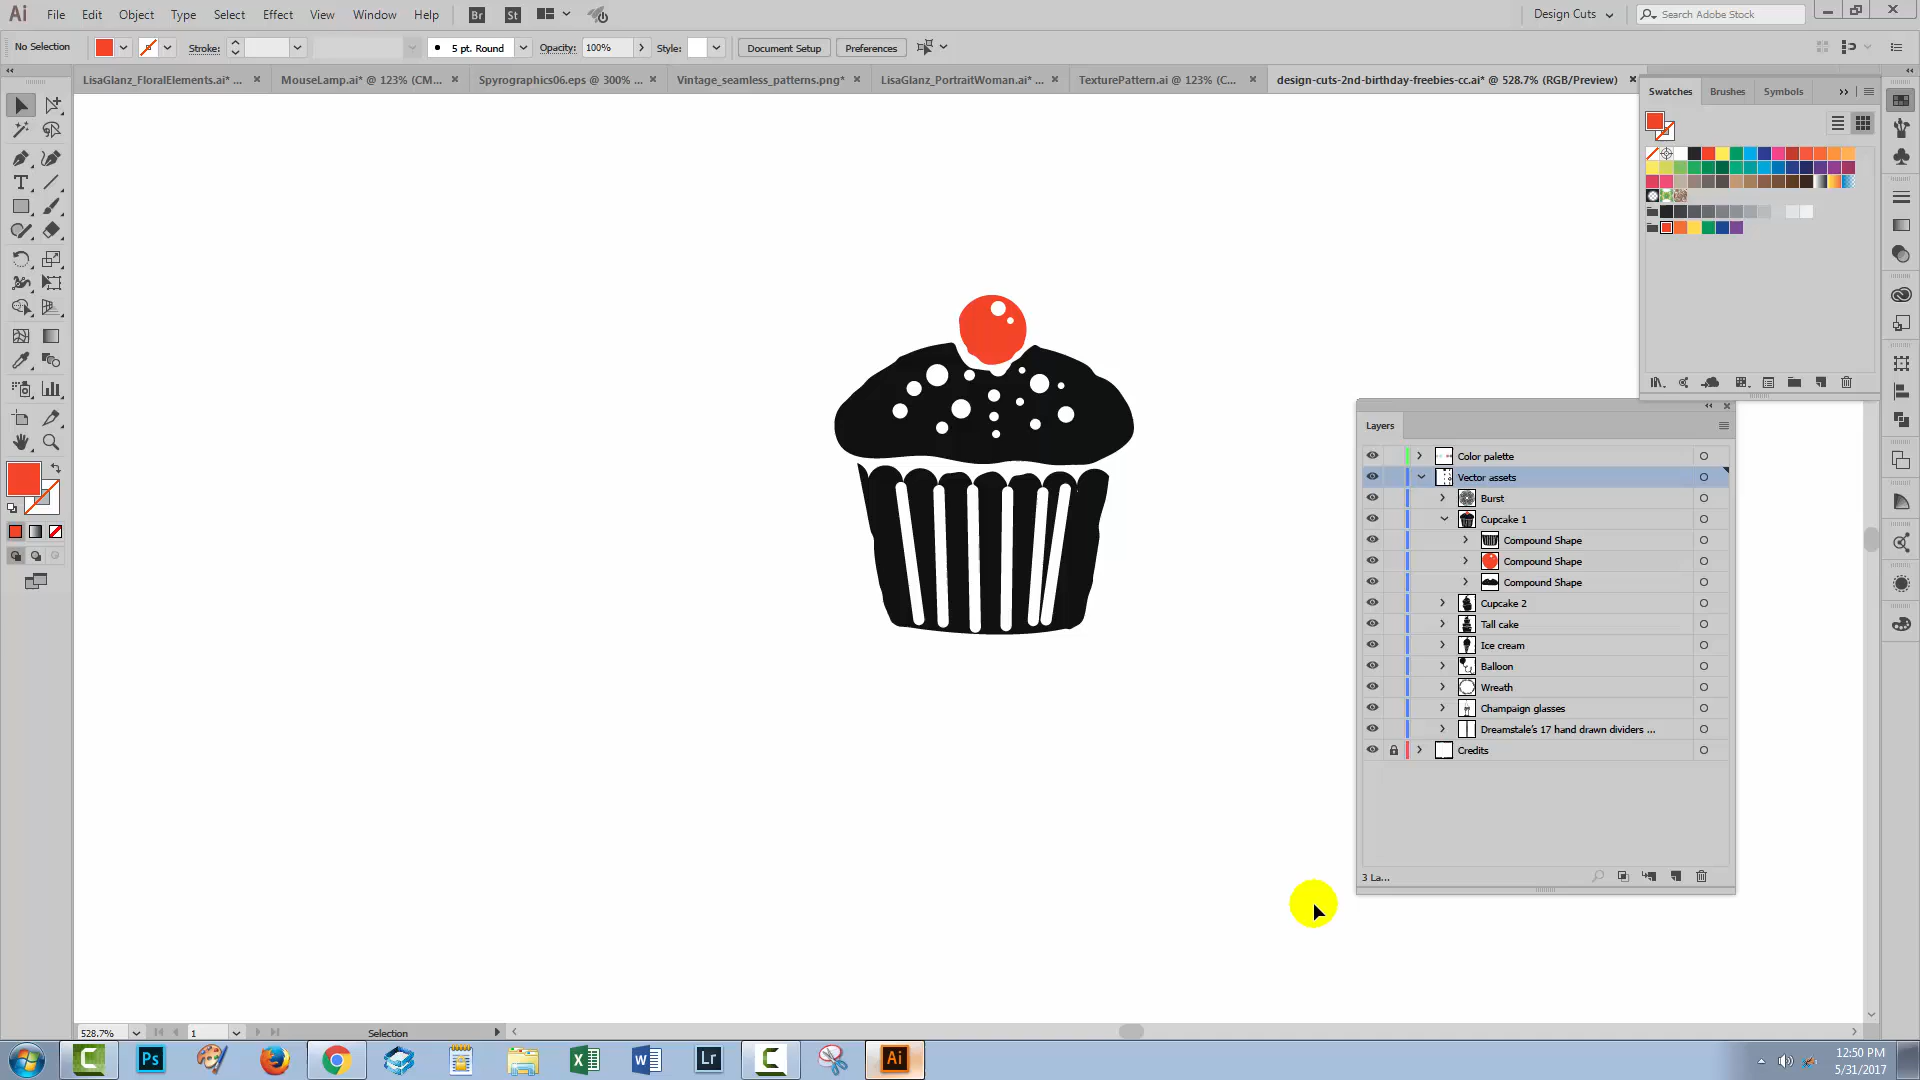 Ai File Edit Object Type Select Effect View Window Help Br St Design Cuts Search Adobe Stock
No Selection Stroke: 5 pt. Round Opacity: 100% Style: Document Setup Preferences
LisaGlanz_FloralElements.ai* ... MouseLamp.ai* @ 123% (CM... Spyrographics06.eps @ 300% ... Vintage_seamless_patterns.png* LisaGlanz_PortraitWoman.ai* ... TexturePattern.ai @ 123% (C... design-cuts-2nd-birthday-freebies-cc.ai* @ 528.7% (RGB/Preview)
Swatches Brushes Symbols
Layers
Color palette
Vector assets
Burst
Cupcake 1
Compound Shape
Compound Shape
Compound Shape
Cupcake 2
Tall cake
Ice cream
Balloon
Wreath
Champaign glasses
Dreamstale's 17 hand drawn dividers ...
Credits
3 La...
528.7% 1 Selection
Ps Lr Ai
12:50 PM
5/31/2017